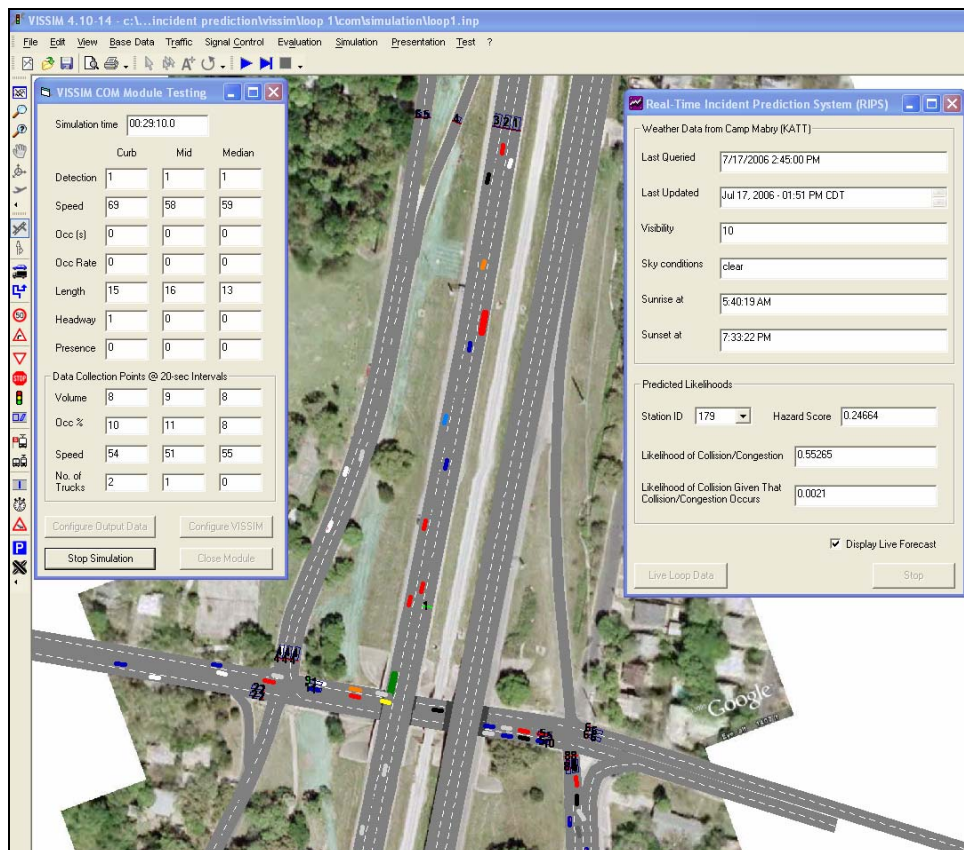 VISSIM 4.10-14 - c:\...incident prediction\vissim\loop 1\com\simulation\loop1.inp
File Edit View Base Data Traffic Signal Control Evaluation Simulation Presentation Test ?
VISSIM COM Module Testing
Simulation time 00:29:10.0
Curb Mid Median
Detection 1 1 1
Speed 69 58 59
Occ (s) 0 0 0
Occ Rate 0 0 0
Length 15 16 13
Headway 1 0 0
Presence 0 0 0
Data Collection Points @ 20-sec Intervals
Volume 8 9 8
Occ % 10 11 8
Speed 54 51 55
No. of
Trucks 2 1 0
Configure Output Data Configure VISSIM
Stop Simulation Close Module
Real-Time Incident Prediction System (RIPS)
Weather Data from Camp Mabry (KATT)
Last Queried 7/17/2006 2:45:00 PM
Last Updated Jul 17, 2006 - 01:51 PM CDT
Visibility 10
Sky conditions clear
Sunrise at 5:40:19 AM
Sunset at 7:33:22 PM
Predicted Likelihoods
Station ID 179 Hazard Score 0.24664
Likelihood of Collision/Congestion 0.55265
Likelihood of Collision Given That
Collision/Congestion Occurs 0.0021
Display Live Forecast
Live Loop Data Stop
50
STOP
P
321
1
Google